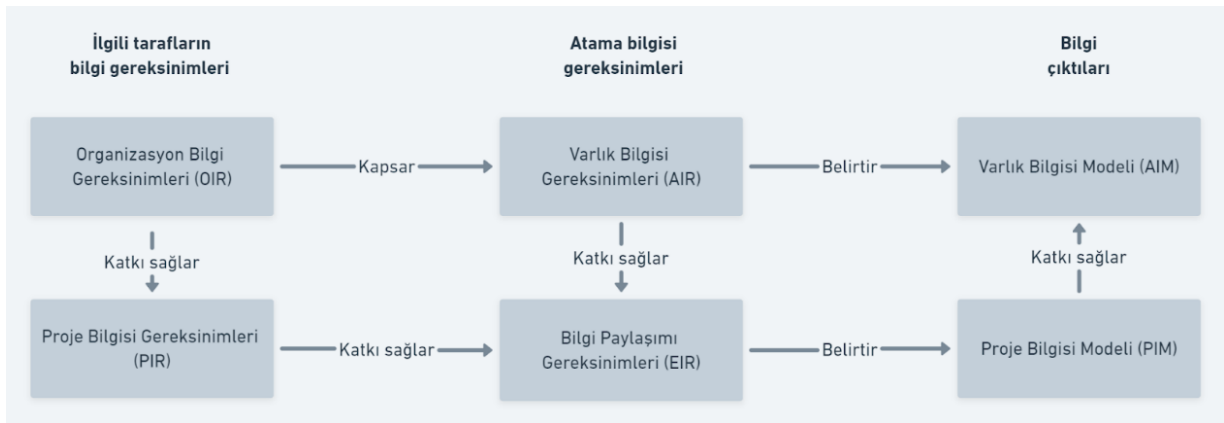 İlgili tarafların
bilgi gereksinimleri
Atama bilgisi
gereksinimleri
Bilgi
çıktıları
Organizasyon Bilgi
Gereksinimleri (OIR)
Kapsar
Varlık Bilgisi
Gereksinimleri (AIR)
Belirtir
Varlık Bilgisi Modeli (AIM)
Katkı sağlar
Katkı sağlar
Katkı sağlar
Proje Bilgisi Gereksinimleri
(PIR)
Katkı sağlar
Bilgi Paylaşımı
Gereksinimleri (EIR)
Belirtir
Proje Bilgisi Modeli (PIM)